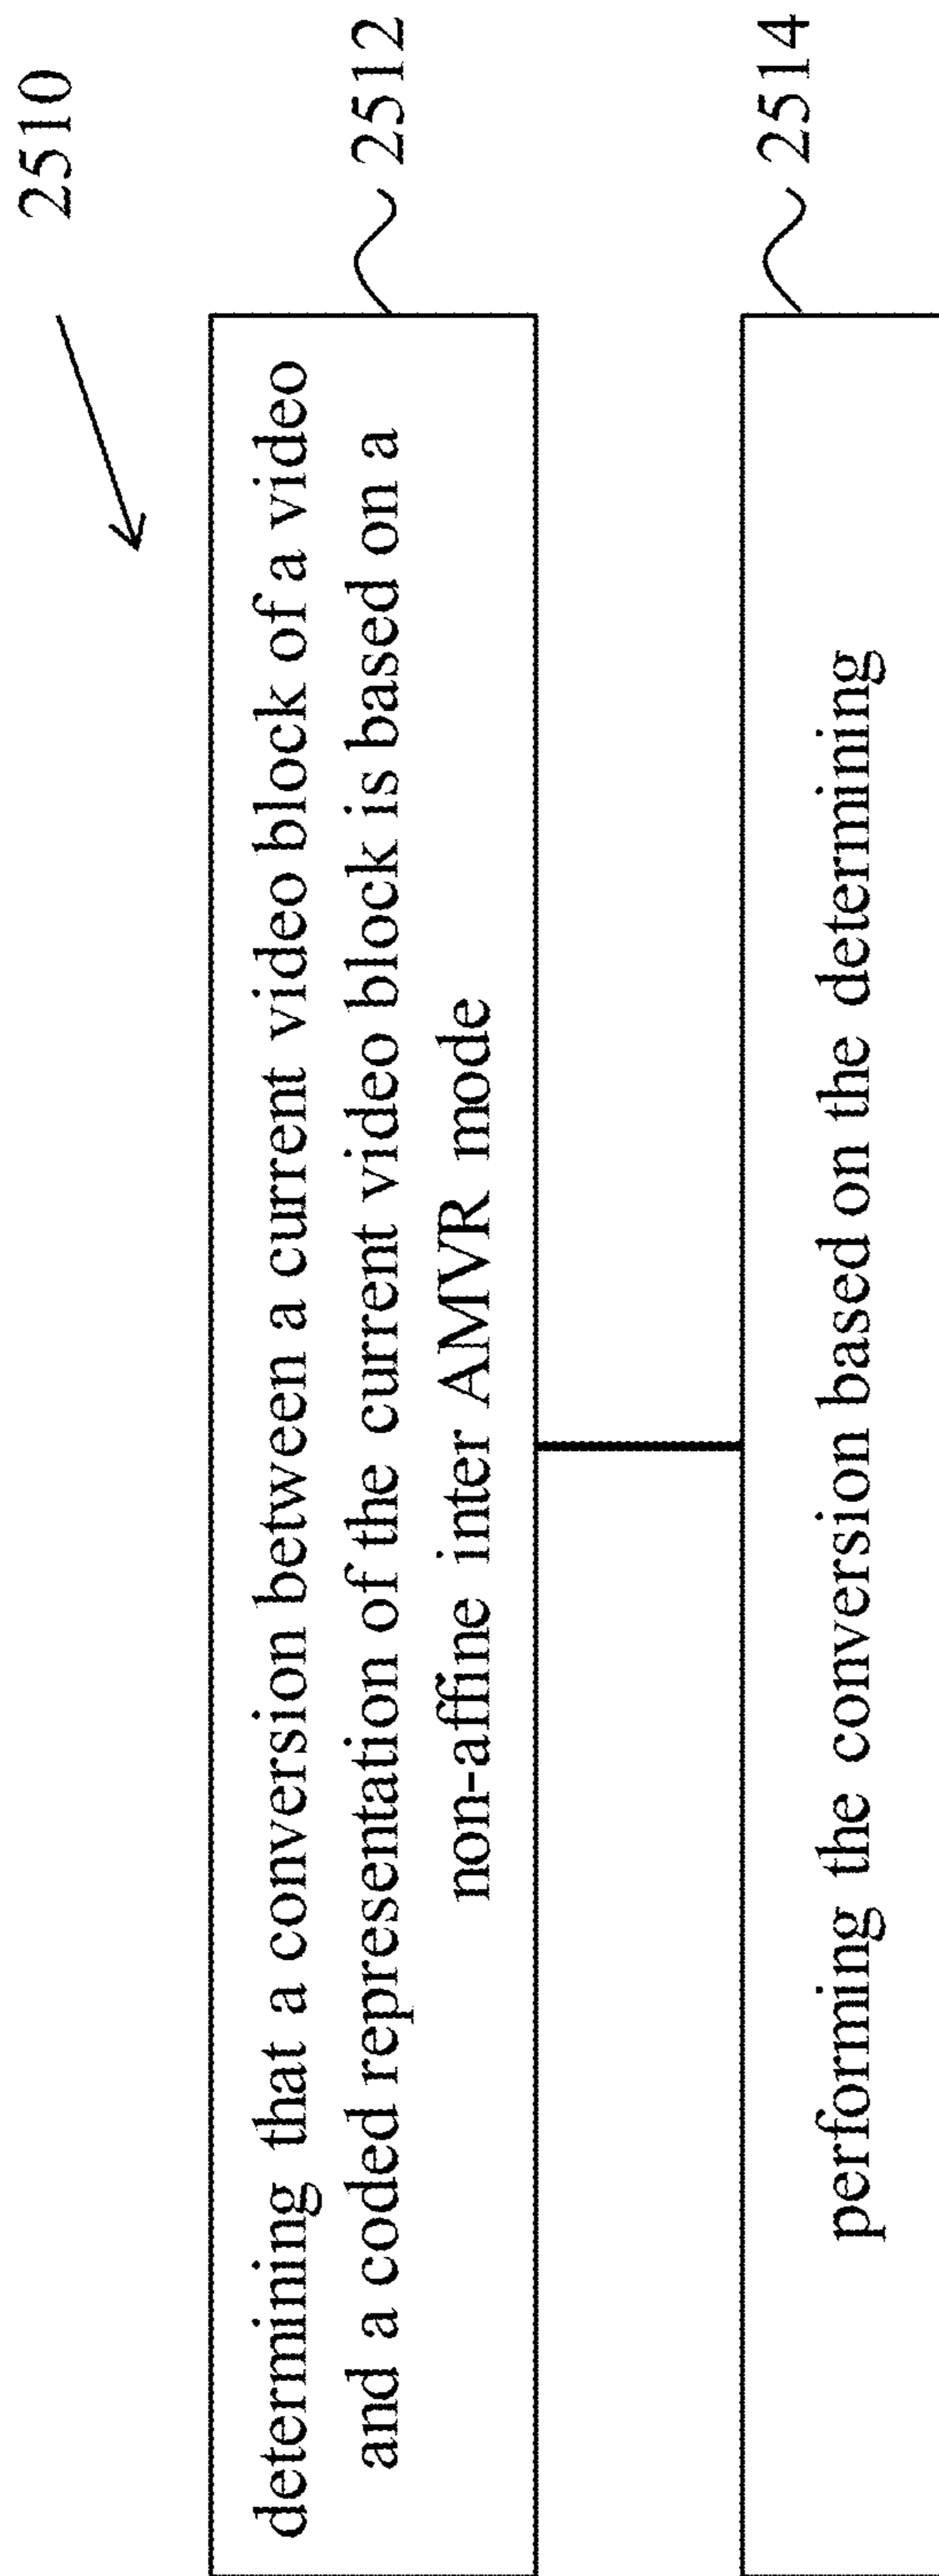 2510
determining that a conversion between a current video block of a video
and a coded representation of the current video block is based on a
non-affine inter AMVR mode
2512
performing the conversion based on the determining
2514